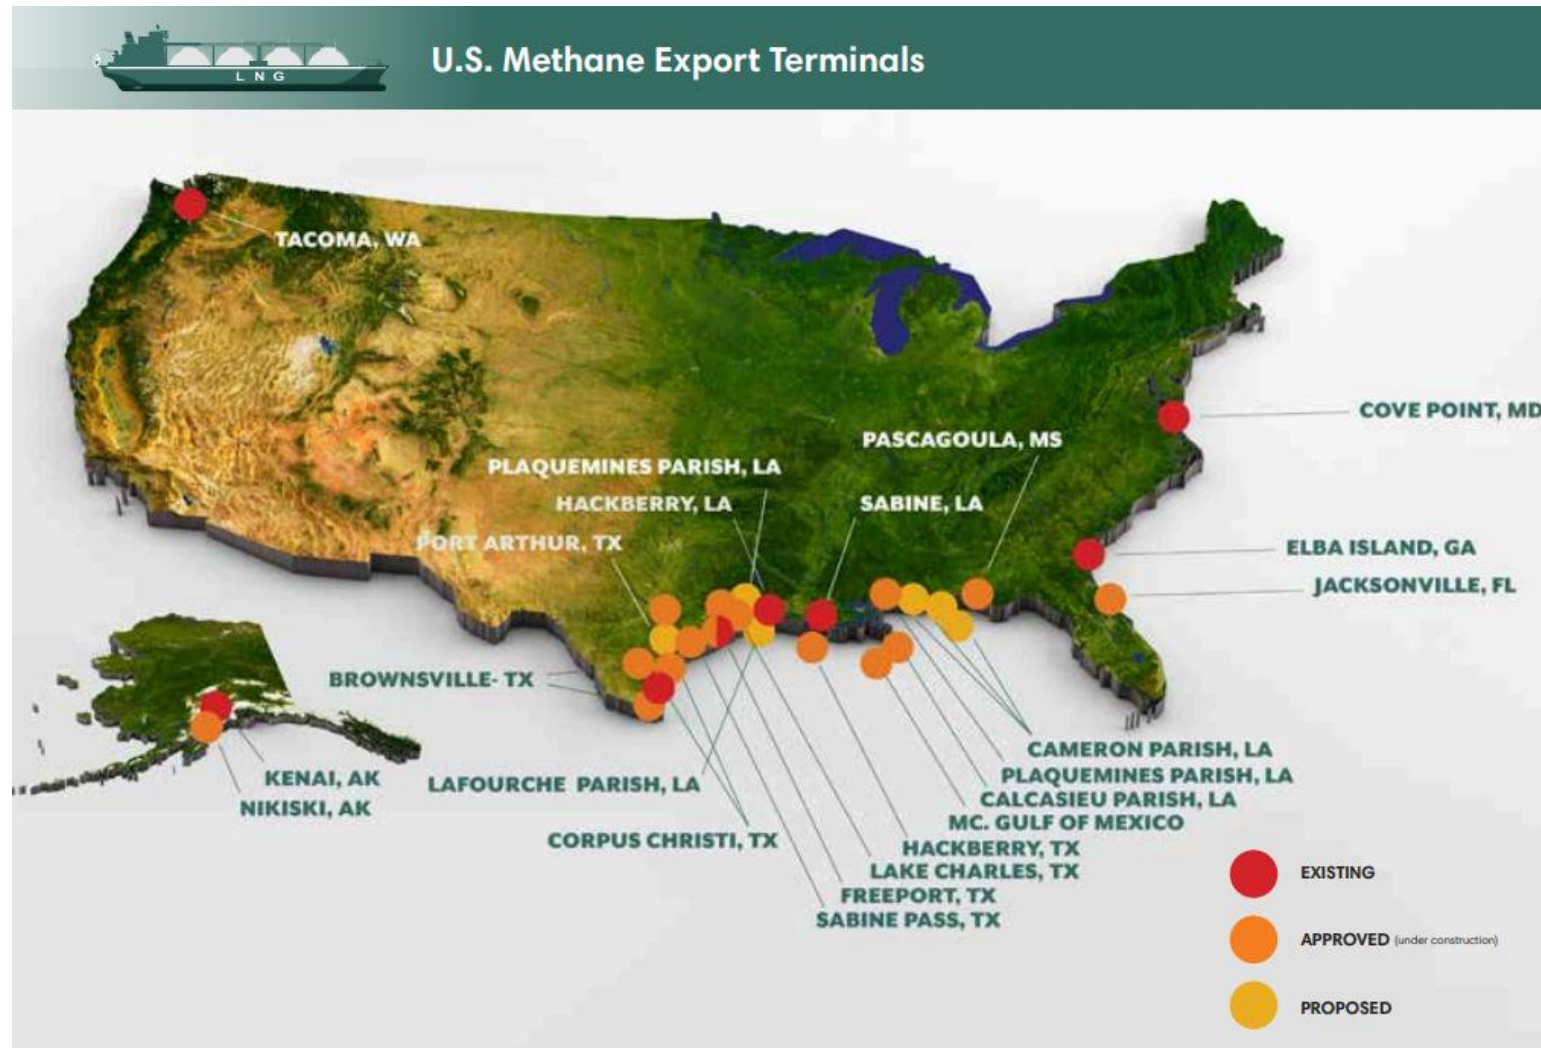 LNG
U.S. Methane Export Terminals
TACOMA, WA
COVE POINT, MD
PASCAGOULA, MS
PLAQUEMINES PARISH, LA
HACKBERRY, LA
SABINE, LA
PORT ARTHUR, TX
ELBA ISLAND, GA
JACKSONVILLE, FL
BROWNSVILLE- TX
KENAI, AK
NIKISKI, AK
LAFOURCHE PARISH, LA
CORPUS CHRISTI, TX
CAMERON PARISH, LA
PLAQUEMINES PARISH, LA
CALCASIEU PARISH, LA
MC. GULF OF MEXICO
HACKBERRY, TX
LAKE CHARLES, TX
FREEPORT, TX
SABINE PASS, TX
EXISTING
APPROVED (under construction)
PROPOSED